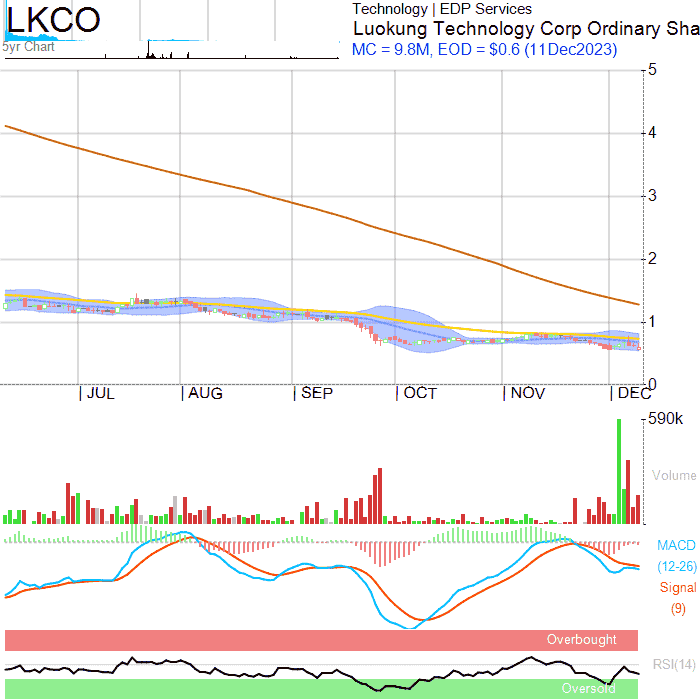 LKCO
5yr Chart
Technology | EDP Services
Luokung Technology Corp Ordinary Sha
MC = 9.8M, EOD = $0.6 (11Dec2023)
5
4
3
2
1
0
JUL AUG SEP OCT NOV DEC
590k
Volume
MACD
(12-26)
Signal
(9)
Overbought
RSI(14)
Oversold